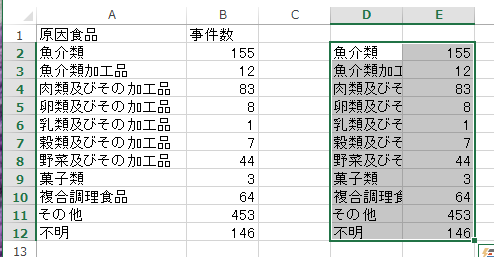 A B C D E
1 原因食品 事件数
2 魚介類 155 魚介類 155
3 魚介類加工品 12 魚介類加工 12
4 肉類及びその加工品 83 肉類及びそ 83
5 卵類及びその加工品 8 卵類及びそ 8
6 乳類及びその加工品 1 乳類及びそ 1
7 穀類及びその加工品 7 穀類及びそ 7
8 野菜及びその加工品 44 野菜及びそ 44
9 菓子類 3 菓子類 3
10 複合調理食品 64 複合調理食 64
11 その他 453 その他 453
12 不明 146 不明 146
13